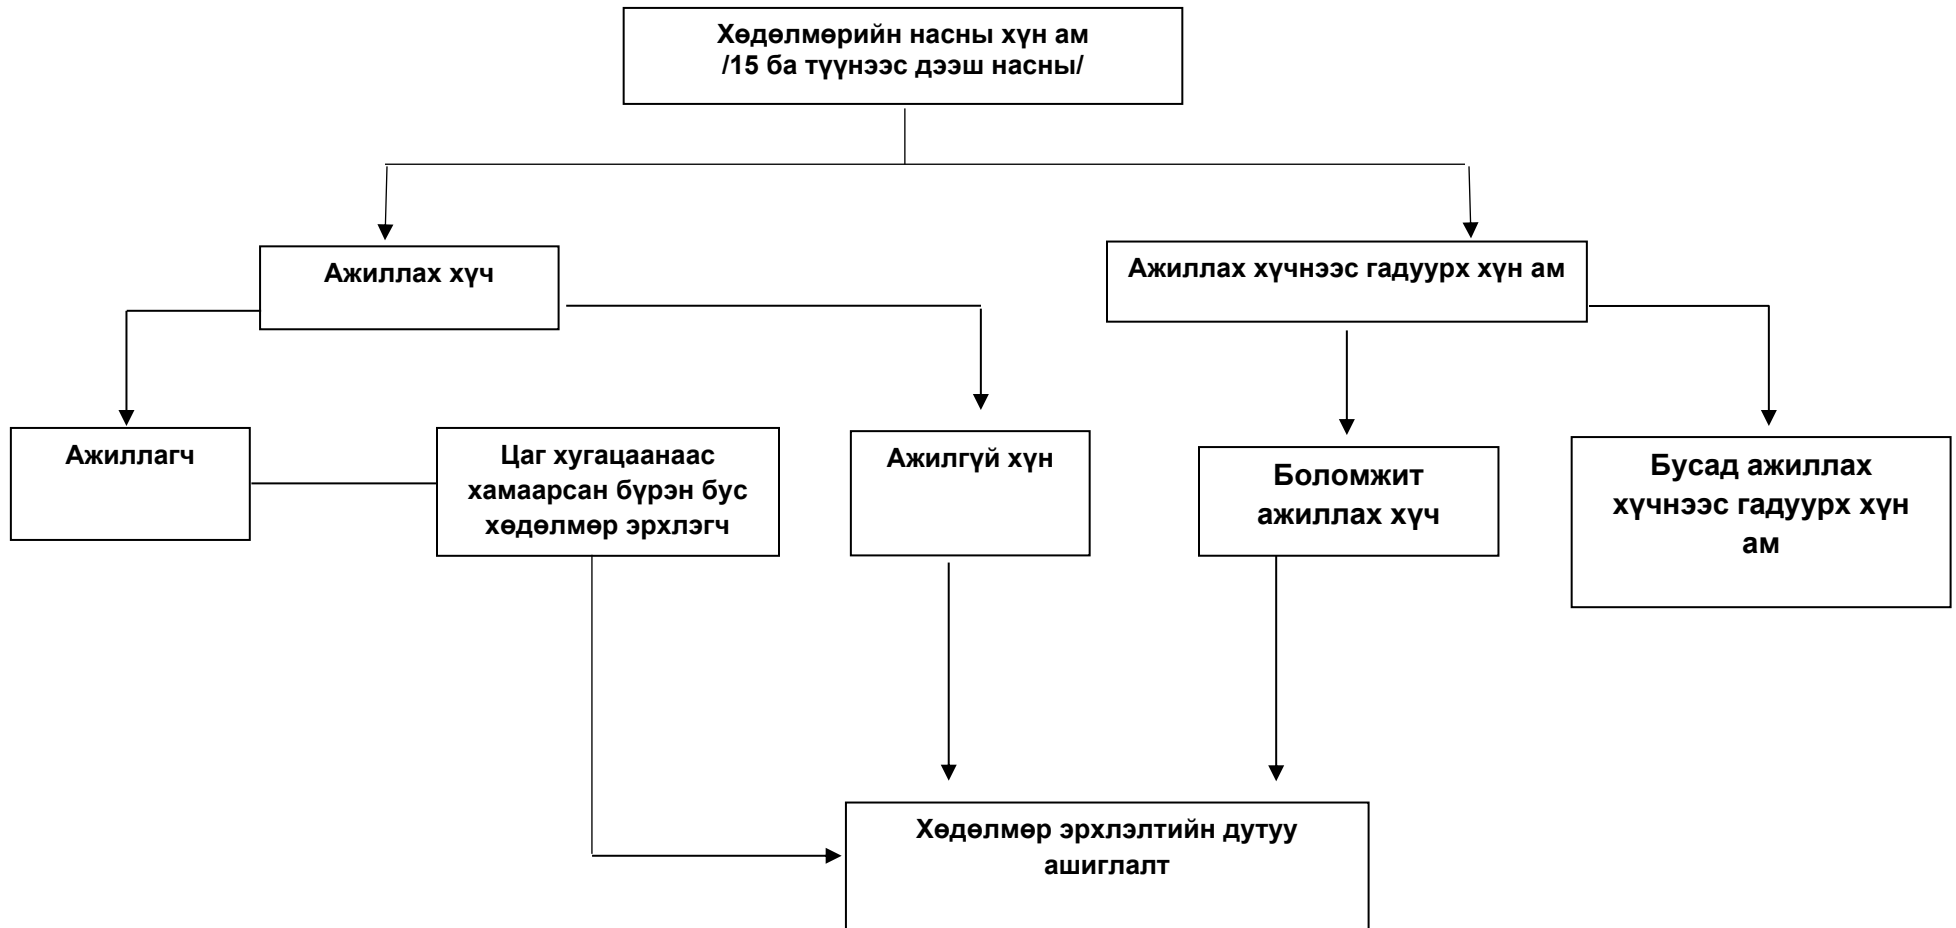 Хөдөлмөрийн насны хүн ам
/15 ба түүнээс дээш насны/
Ажиллах хүч
Ажиллах хүчнээс гадуурх хүн ам
Ажиллагч
Цаг хугацаанаас
хамаарсан бүрэн бус
хөдөлмөр эрхлэгч
Ажилгүй хүн
Боломжит
ажиллах хүч
Бусад ажиллах
хүчнээс гадуурх хүн
ам
Хөдөлмөр эрхлэлтийн дутуу
ашиглалт